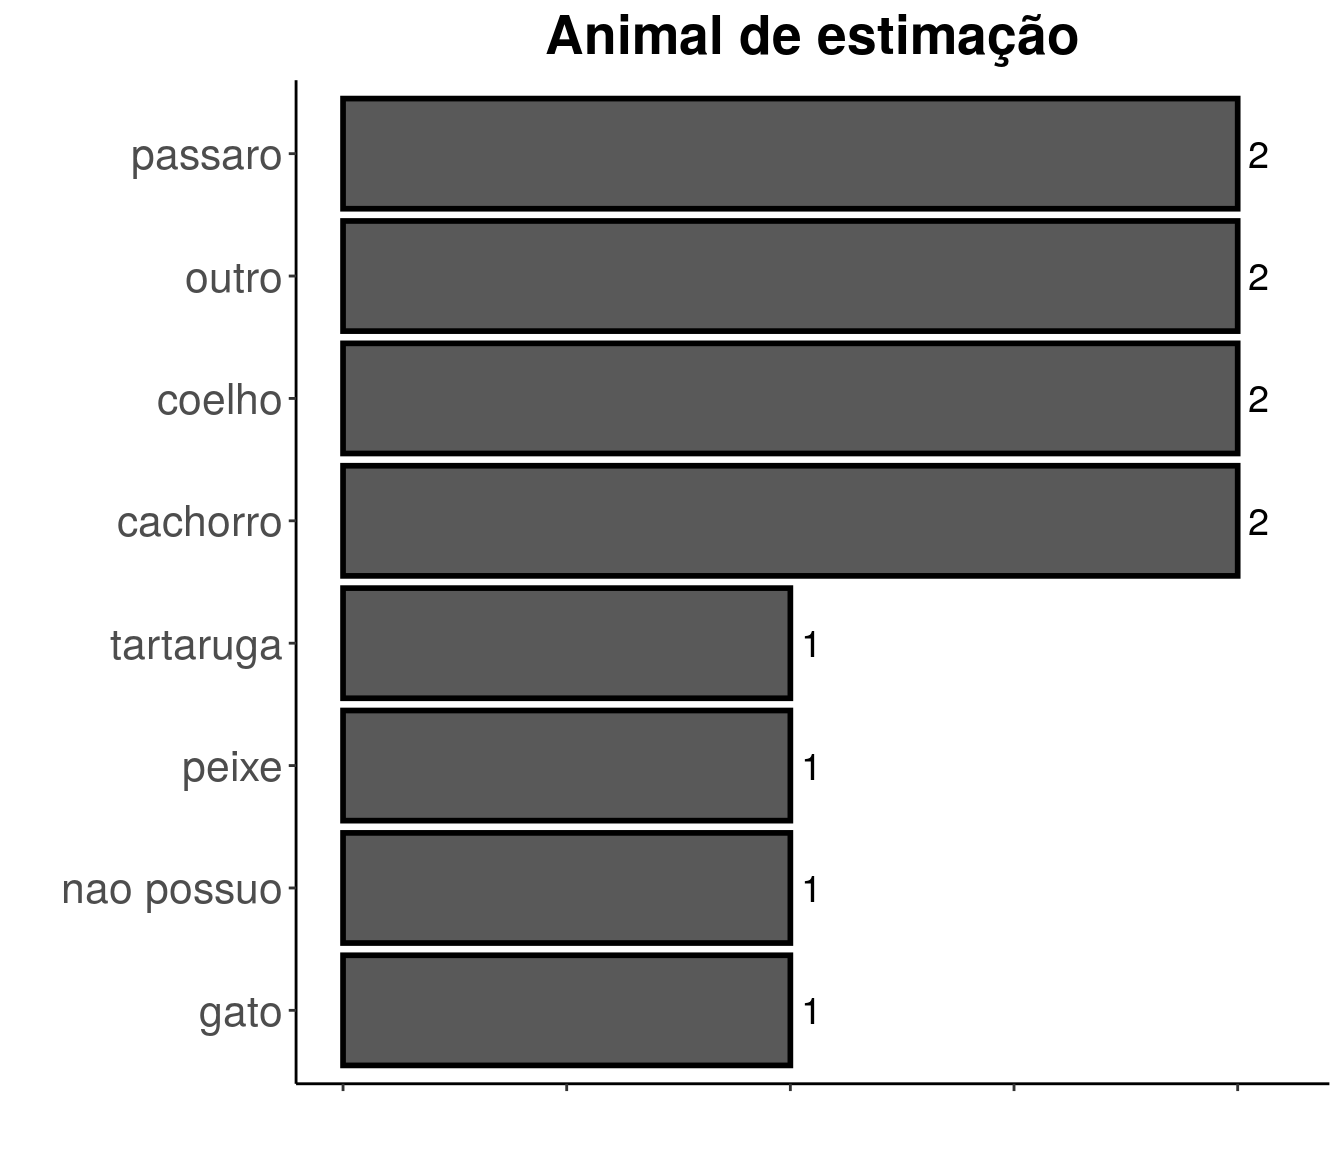 Animal de estimação
passaro 2
outro 2
coelho 2
cachorro 2
tartaruga 1
peixe 1
nao possuo 1
gato 1